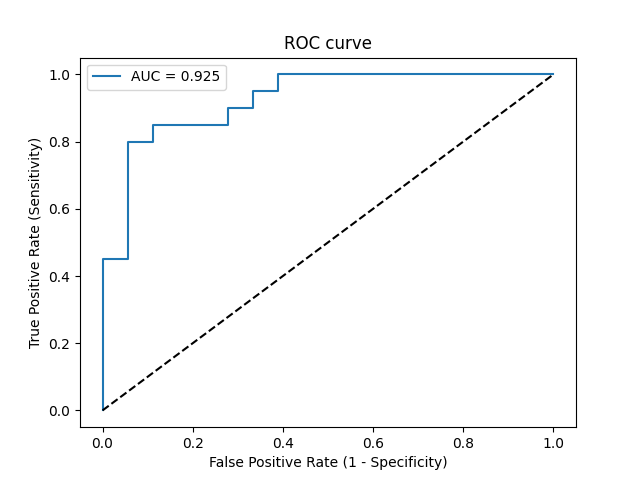 ROC curve
AUC = 0.925
1.0
0.8
0.6
0.4
0.2
0.0
True Positive Rate (Sensitivity)
0.0 0.2 0.4 0.6 0.8 1.0
False Positive Rate (1 - Specificity)